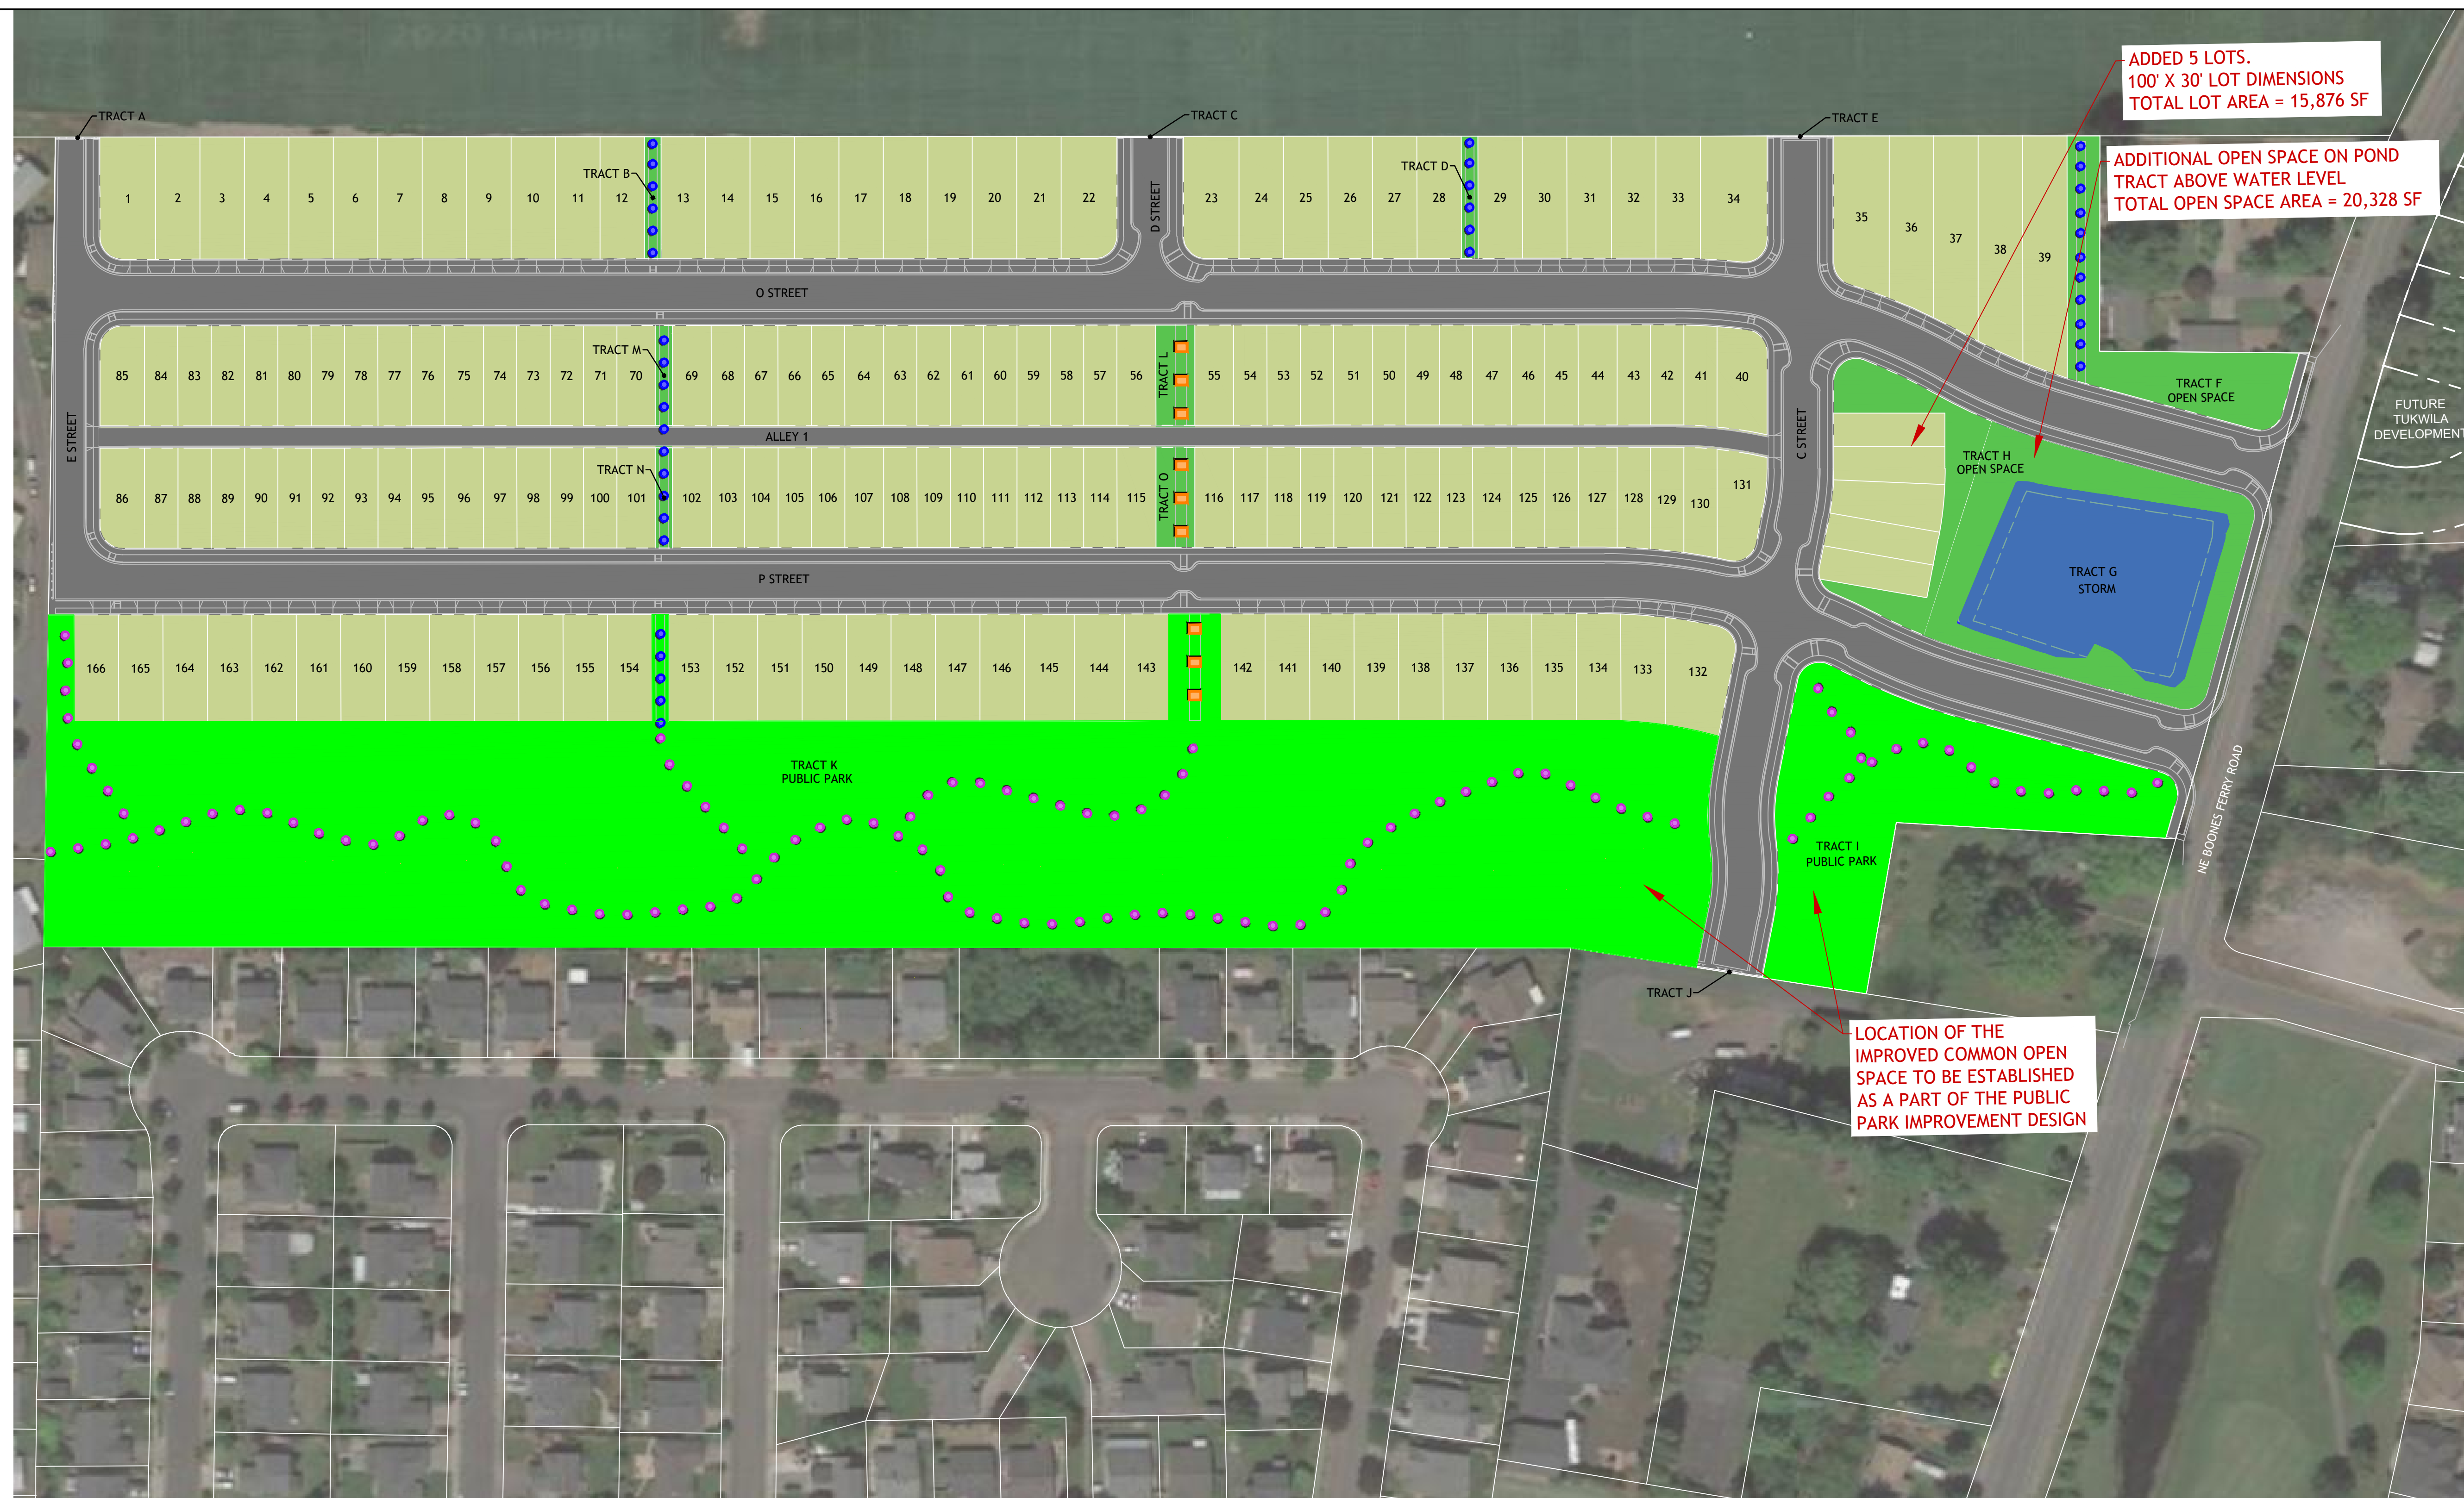 2020 Google
ADDED 5 LOTS.
100' X 30' LOT DIMENSIONS
TOTAL LOT AREA = 15,876 SF
TRACT A
TRACT C
TRACT E
ADDITIONAL OPEN SPACE ON POND
TRACT ABOVE WATER LEVEL
TOTAL OPEN SPACE AREA = 20,328 SF
TRACT B
TRACT D
1 2 3 4 5 6 7 8 9 10 11 12 13 14 15 16 17 18 19 20 21 22
D STREET
23 24 25 26 27 28 29 30 31 32 33 34
35 36 37 38 39
O STREET
TRACT M
TRACT L
85 84 83 82 81 80 79 78 77 76 75 74 73 72 71 70 69 68 67 66 65 64 63 62 61 60 59 58 57 56
55 54 53 52 51 50 49 48 47 46 45 44 43 42 41 40
TRACT F
OPEN SPACE
FUTURE
TUKWILA
DEVELOPMENT
E STREET
ALLEY 1
C STREET
TRACT H
OPEN SPACE
TRACT N
TRACT O
86 87 88 89 90 91 92 93 94 95 96 97 98 99 100 101 102 103 104 105 106 107 108 109 110 111 112 113 114 115
116 117 118 119 120 121 122 123 124 125 126 127 128 129 130 131
TRACT G
STORM
P STREET
166 165 164 163 162 161 160 159 158 157 156 155 154 153 152 151 150 149 148 147 146 145 144 143
142 141 140 139 138 137 136 135 134 133 132
TRACT K
PUBLIC PARK
NE BOONES FERRY ROAD
TRACT I
PUBLIC PARK
TRACT J
LOCATION OF THE
IMPROVED COMMON OPEN
SPACE TO BE ESTABLISHED
AS A PART OF THE PUBLIC
PARK IMPROVEMENT DESIGN